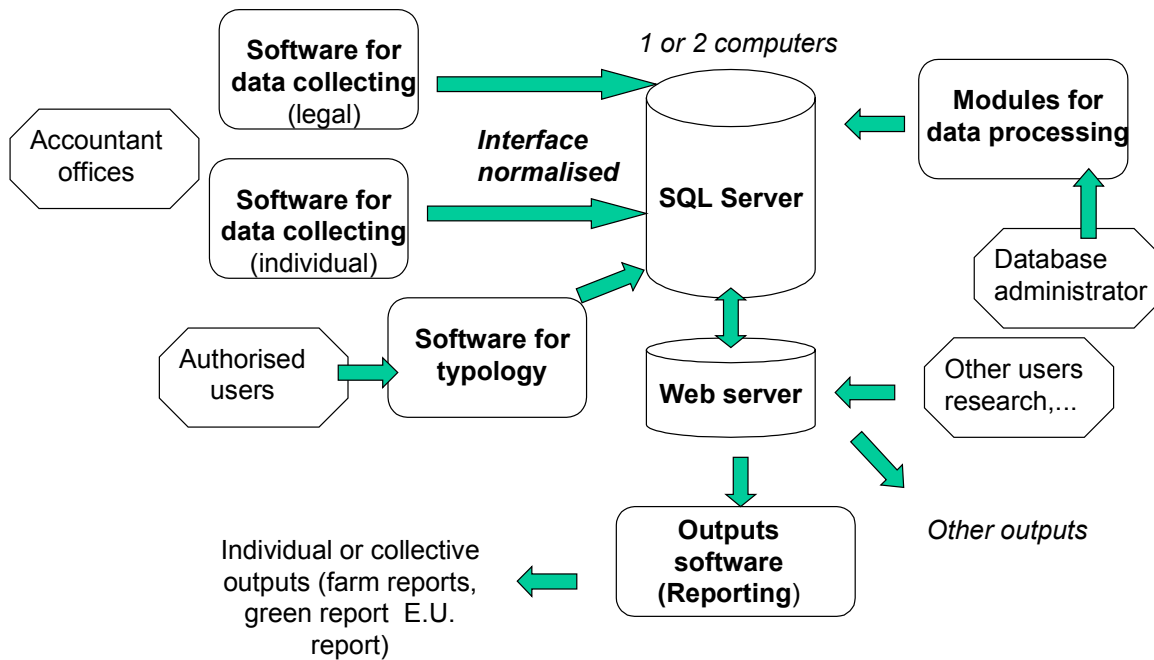 Software for
data collecting
(legal)
1 or 2 computers
Modules for
data processing
Accountant
offices
Interface
normalised
SQL Server
Software for
data collecting
(individual)
Database
administrator
Authorised
users
Software for
typology
Web server
Other users
research,...
Outputs
software
(Reporting)
Other outputs
Individual or collective
outputs (farm reports,
green report E.U.
report)